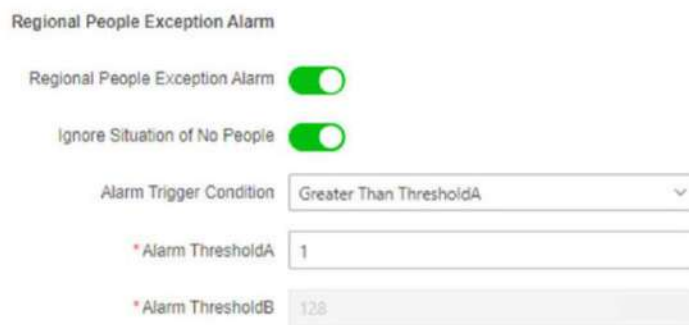 Regional People Exception Alarm
Regional People Exception Alarm
Ignore Situation of No People
Alarm Trigger Condition Greater Than ThresholdA
*Alarm ThresholdA 1
*Alarm ThresholdB 128